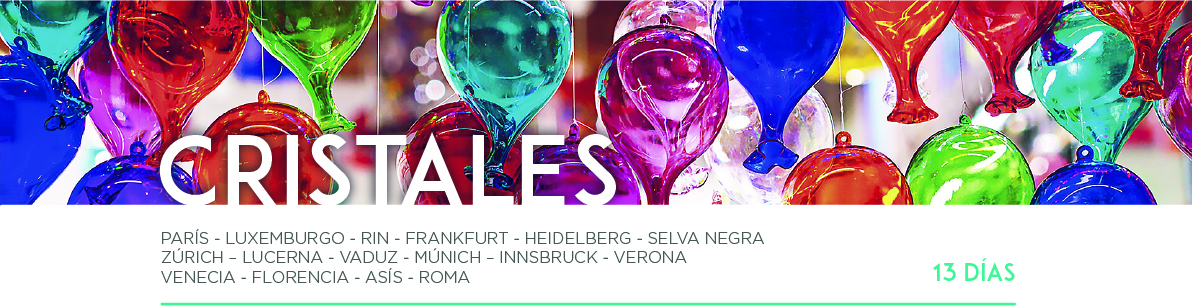 CRISTALES
PARÍS - LUXEMBURGO - RIN - FRANKFURT - HEIDELBERG - SELVA NEGRA
ZÚRICH – LUCERNA - VADUZ - MÚNICH – INNSBRUCK - VERONA
VENECIA - FLORENCIA - ASÍS - ROMA
13 DÍAS